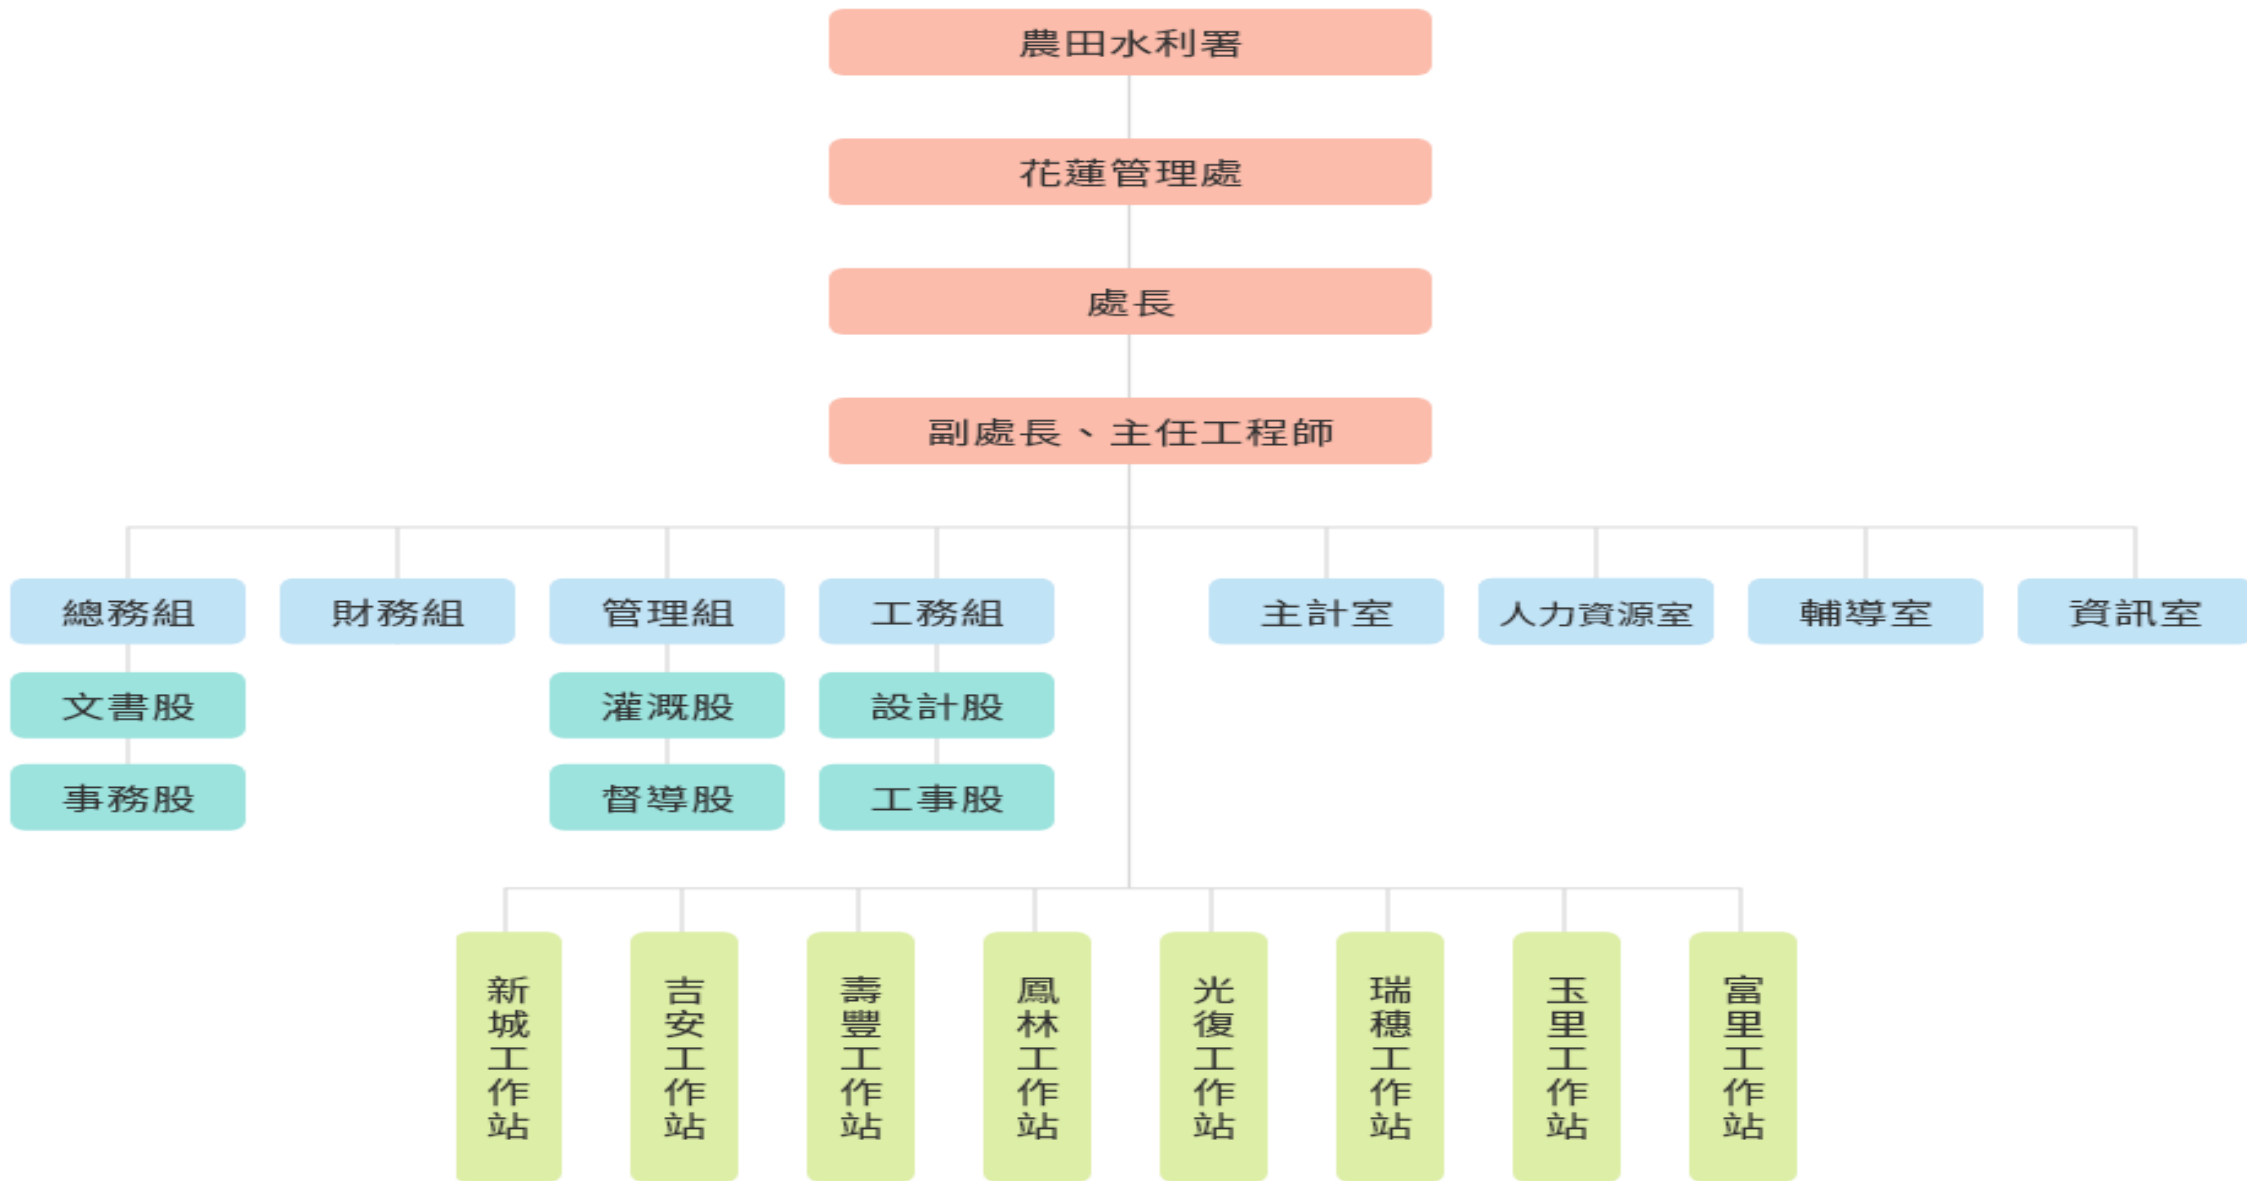 農田水利署
花蓮管理處
處長
副處長、主任工程師
總務組
財務組
管理組
工務組
主計室
人力資源室
輔導室
資訊室
文書股
灌溉股
設計股
事務股
督導股
工事股
新城工作站
吉安工作站
壽豐工作站
鳳林工作站
光復工作站
瑞穗工作站
玉里工作站
富里工作站